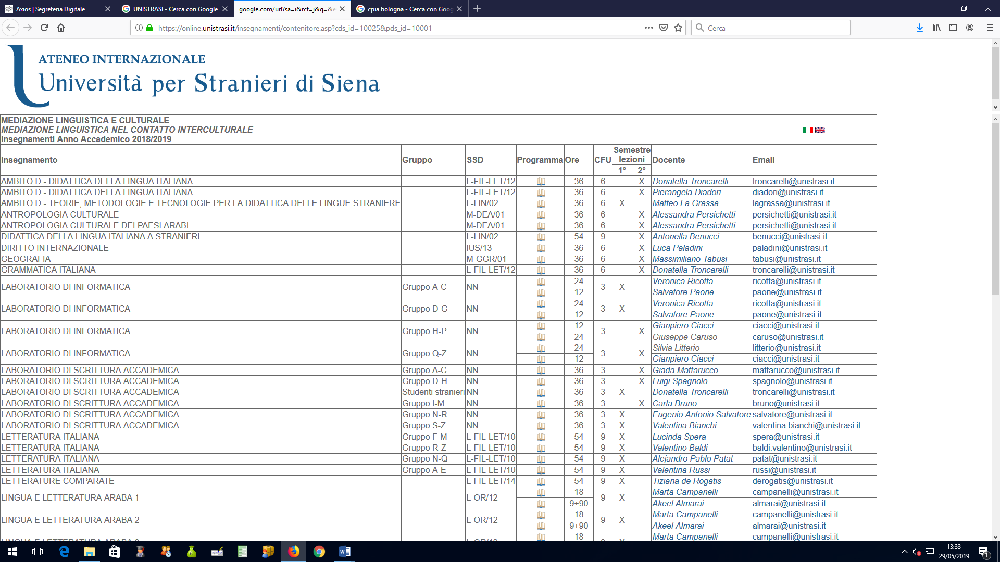 Axios | Segreteria Digitale
UNISTRASI - Cerca con Google
google.com/url?sa=i&rct=j&q=&e
cpia bologna - Cerca con Goog
https://online.unistrasi.it/insegnamenti/contenitore.asp?cds_id=10025&pds_id=10001
Cerca
ATENEO INTERNAZIONALE
Università per Stranieri di Siena
MEDIAZIONE LINGUISTICA E CULTURALE
MEDIAZIONE LINGUISTICA NEL CONTATTO INTERCULTURALE
Insegnamenti Anno Accademico 2018/2019
Insegnamento Gruppo SSD Programma Ore CFU Semestre lezioni 1° 2° Docente Email
AMBITO D - DIDATTICA DELLA LINGUA ITALIANA L-FIL-LET/12 36 6 X Donatella Troncarelli troncarelli@unistrasi.it
AMBITO D - DIDATTICA DELLA LINGUA ITALIANA L-FIL-LET/12 36 6 X Pierangela Diadori diadori@unistrasi.it
AMBITO D - TEORIE, METODOLOGIE E TECNOLOGIE PER LA DIDATTICA DELLE LINGUE STRANIERE L-LIN/02 36 6 X Matteo La Grassa lagrassa@unistrasi.it
ANTROPOLOGIA CULTURALE M-DEA/01 36 6 X Alessandra Persichetti persichetti@unistrasi.it
ANTROPOLOGIA CULTURALE DEI PAESI ARABI M-DEA/01 36 6 X Alessandra Persichetti persichetti@unistrasi.it
DIDATTICA DELLA LINGUA ITALIANA A STRANIERI L-LIN/02 54 9 X Antonella Benucci benucci@unistrasi.it
DIRITTO INTERNAZIONALE IUS/13 36 6 X Luca Paladini paladini@unistrasi.it
GEOGRAFIA M-GGR/01 36 6 X Massimiliano Tabusi tabusi@unistrasi.it
GRAMMATICA ITALIANA L-FIL-LET/12 36 6 X Donatella Troncarelli troncarelli@unistrasi.it
LABORATORIO DI INFORMATICA Gruppo A-C NN 24 3 X Veronica Ricotta ricotta@unistrasi.it
12 Salvatore Paone paone@unistrasi.it
LABORATORIO DI INFORMATICA Gruppo D-G NN 24 3 X Veronica Ricotta ricotta@unistrasi.it
12 Salvatore Paone paone@unistrasi.it
LABORATORIO DI INFORMATICA Gruppo H-P NN 12 3 X Gianpiero Ciacci ciacci@unistrasi.it
24 Giuseppe Caruso caruso@unistrasi.it
LABORATORIO DI INFORMATICA Gruppo Q-Z NN 24 3 X Silvia Litterio litterio@unistrasi.it
12 Gianpiero Ciacci ciacci@unistrasi.it
LABORATORIO DI SCRITTURA ACCADEMICA Gruppo A-C NN 36 3 X Giada Mattarucco mattarucco@unistrasi.it
LABORATORIO DI SCRITTURA ACCADEMICA Gruppo D-H NN 36 3 X Luigi Spagnolo spagnolo@unistrasi.it
LABORATORIO DI SCRITTURA ACCADEMICA Studenti stranieri NN 36 3 X Donatella Troncarelli troncarelli@unistrasi.it
LABORATORIO DI SCRITTURA ACCADEMICA Gruppo I-M NN 36 3 X Carla Bruno bruno@unistrasi.it
LABORATORIO DI SCRITTURA ACCADEMICA Gruppo N-R NN 36 3 X Eugenio Antonio Salvatore salvatore@unistrasi.it
LABORATORIO DI SCRITTURA ACCADEMICA Gruppo S-Z NN 36 3 X Valentina Bianchi valentina.bianchi@unistrasi.it
LETTERATURA ITALIANA Gruppo F-M L-FIL-LET/10 54 9 X Lucinda Spera spera@unistrasi.it
LETTERATURA ITALIANA Gruppo R-Z L-FIL-LET/10 54 9 X Valentino Baldi baldi.valentino@unistrasi.it
LETTERATURA ITALIANA Gruppo N-Q L-FIL-LET/10 54 9 X Alejandro Pablo Patat patat@unistrasi.it
LETTERATURA ITALIANA Gruppo A-E L-FIL-LET/10 54 9 X Valentina Russi russi@unistrasi.it
LETTERATURE COMPARATE L-FIL-LET/14 54 9 X Tiziana de Rogatis derogatis@unistrasi.it
LINGUA E LETTERATURA ARABA 1 L-OR/12 18 9 X Marta Campanelli campanelli@unistrasi.it
9+90 Akeel Almarai almarai@unistrasi.it
LINGUA E LETTERATURA ARABA 2 L-OR/12 18 9 X Marta Campanelli campanelli@unistrasi.it
9+90 Akeel Almarai almarai@unistrasi.it
18 Marta Campanelli campanelli@unistrasi.it
13:33
29/05/2019
1